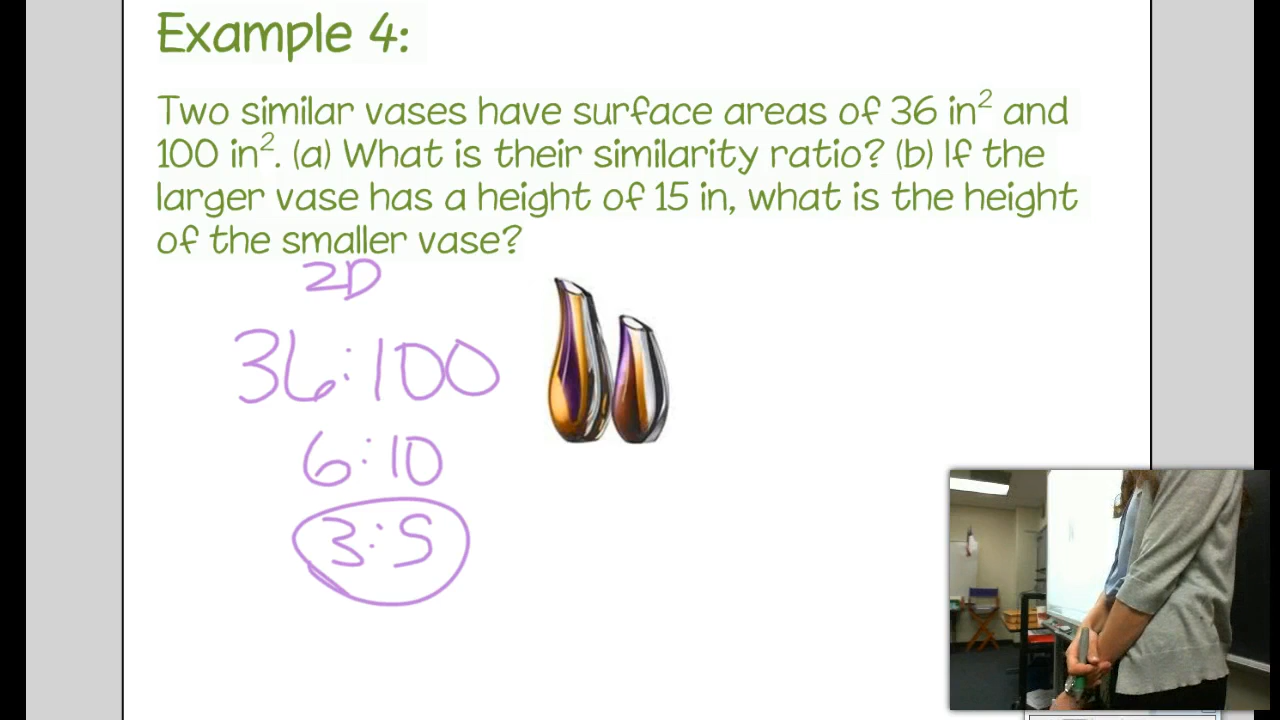 Example 4:
Two similar vases have surface areas of 36 in² and
100 in². (a) What is their similarity ratio? (b) If the
larger vase has a height of 15 in, what is the height
of the smaller vase?
2D
36:100
6:10
3:5